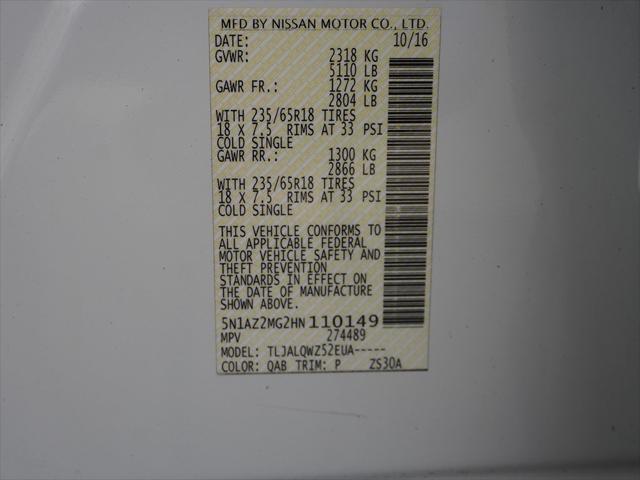 MFD BY NISSAN MOTOR CO., LTD.
DATE: 10/16
GVWR: 2318 KG
5110 LB
GAWR FR.: 1272 KG
2804 LB
WITH 235/65R18 TIRES
18 X 7.5 RIMS AT 33 PSI
COLD SINGLE
GAWR RR.: 1300 KG
2866 LB
WITH 235/65R18 TIRES
18 X 7.5 RIMS AT 33 PSI
COLD SINGLE
THIS VEHICLE CONFORMS TO
ALL APPLICABLE FEDERAL
MOTOR VEHICLE SAFETY AND
THEFT PREVENTION
STANDARDS IN EFFECT ON
THE DATE OF MANUFACTURE
SHOWN ABOVE.
5N1AZ2MG2HN110149
MPV 274489
MODEL: TLJALQWZ52EUA-----
COLOR: QAB TRIM: P ZS30A